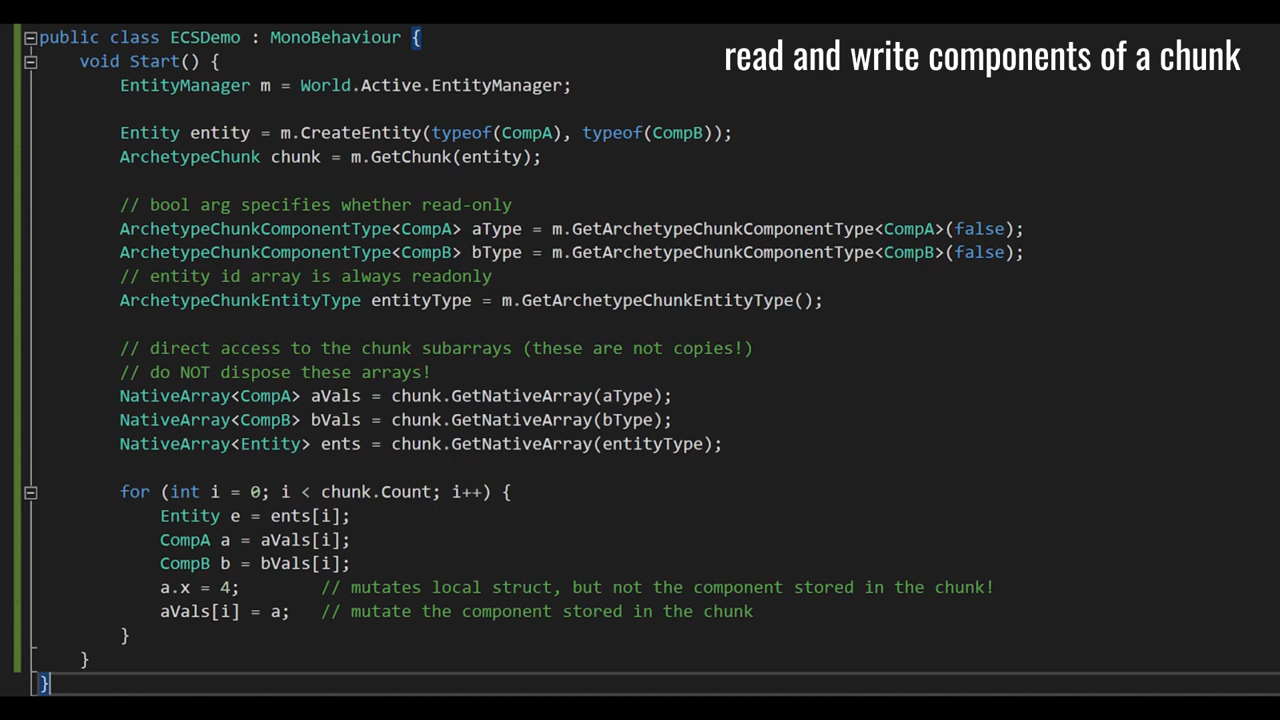 public class ECSDemo : MonoBehaviour {
read and write components of a chunk
void Start() {
EntityManager m = World.Active.EntityManager;
Entity entity = m.CreateEntity(typeof(CompA), typeof(CompB));
ArchetypeChunk chunk = m.GetChunk(entity);
// bool arg specifies whether read-only
ArchetypeChunkComponentType<CompA> aType = m.GetArchetypeChunkComponentType<CompA>(false);
ArchetypeChunkComponentType<CompB> bType = m.GetArchetypeChunkComponentType<CompB>(false);
// entity id array is always readonly
ArchetypeChunkEntityType entityType = m.GetArchetypeChunkEntityType();
// direct access to the chunk subarrays (these are not copies!)
// do NOT dispose these arrays!
NativeArray<CompA> aVals = chunk.GetNativeArray(aType);
NativeArray<CompB> bVals = chunk.GetNativeArray(bType);
NativeArray<Entity> ents = chunk.GetNativeArray(entityType);
for (int i = 0; i < chunk.Count; i++) {
Entity e = ents[i];
CompA a = aVals[i];
CompB b = bVals[i];
a.x = 4; // mutates local struct, but not the component stored in the chunk!
aVals[i] = a; // mutate the component stored in the chunk
}
}
}